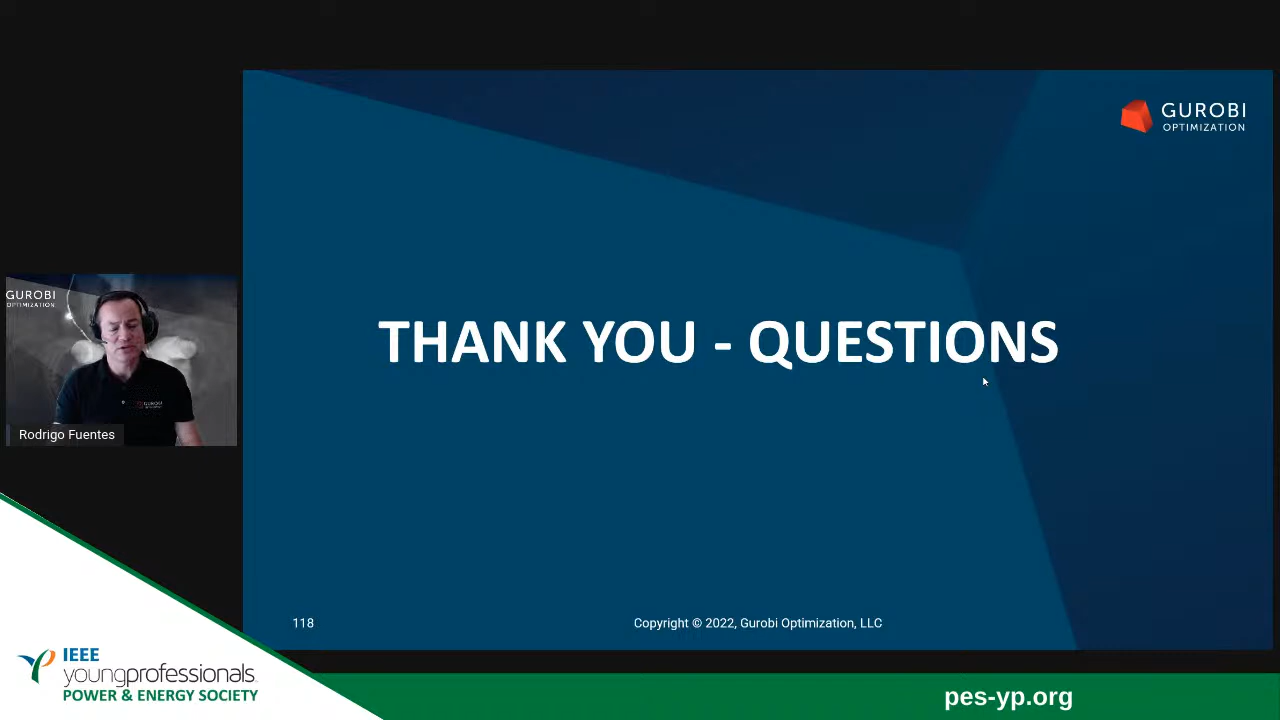 GUROBI
OPTIMIZATION
THANK YOU - QUESTIONS
GUROBI
OPTIMIZATION
GUROBI
Rodrigo Fuentes
118
Copyright © 2022, Gurobi Optimization, LLC
IEEE
youngprofessionals
POWER & ENERGY SOCIETY
pes-yp.org